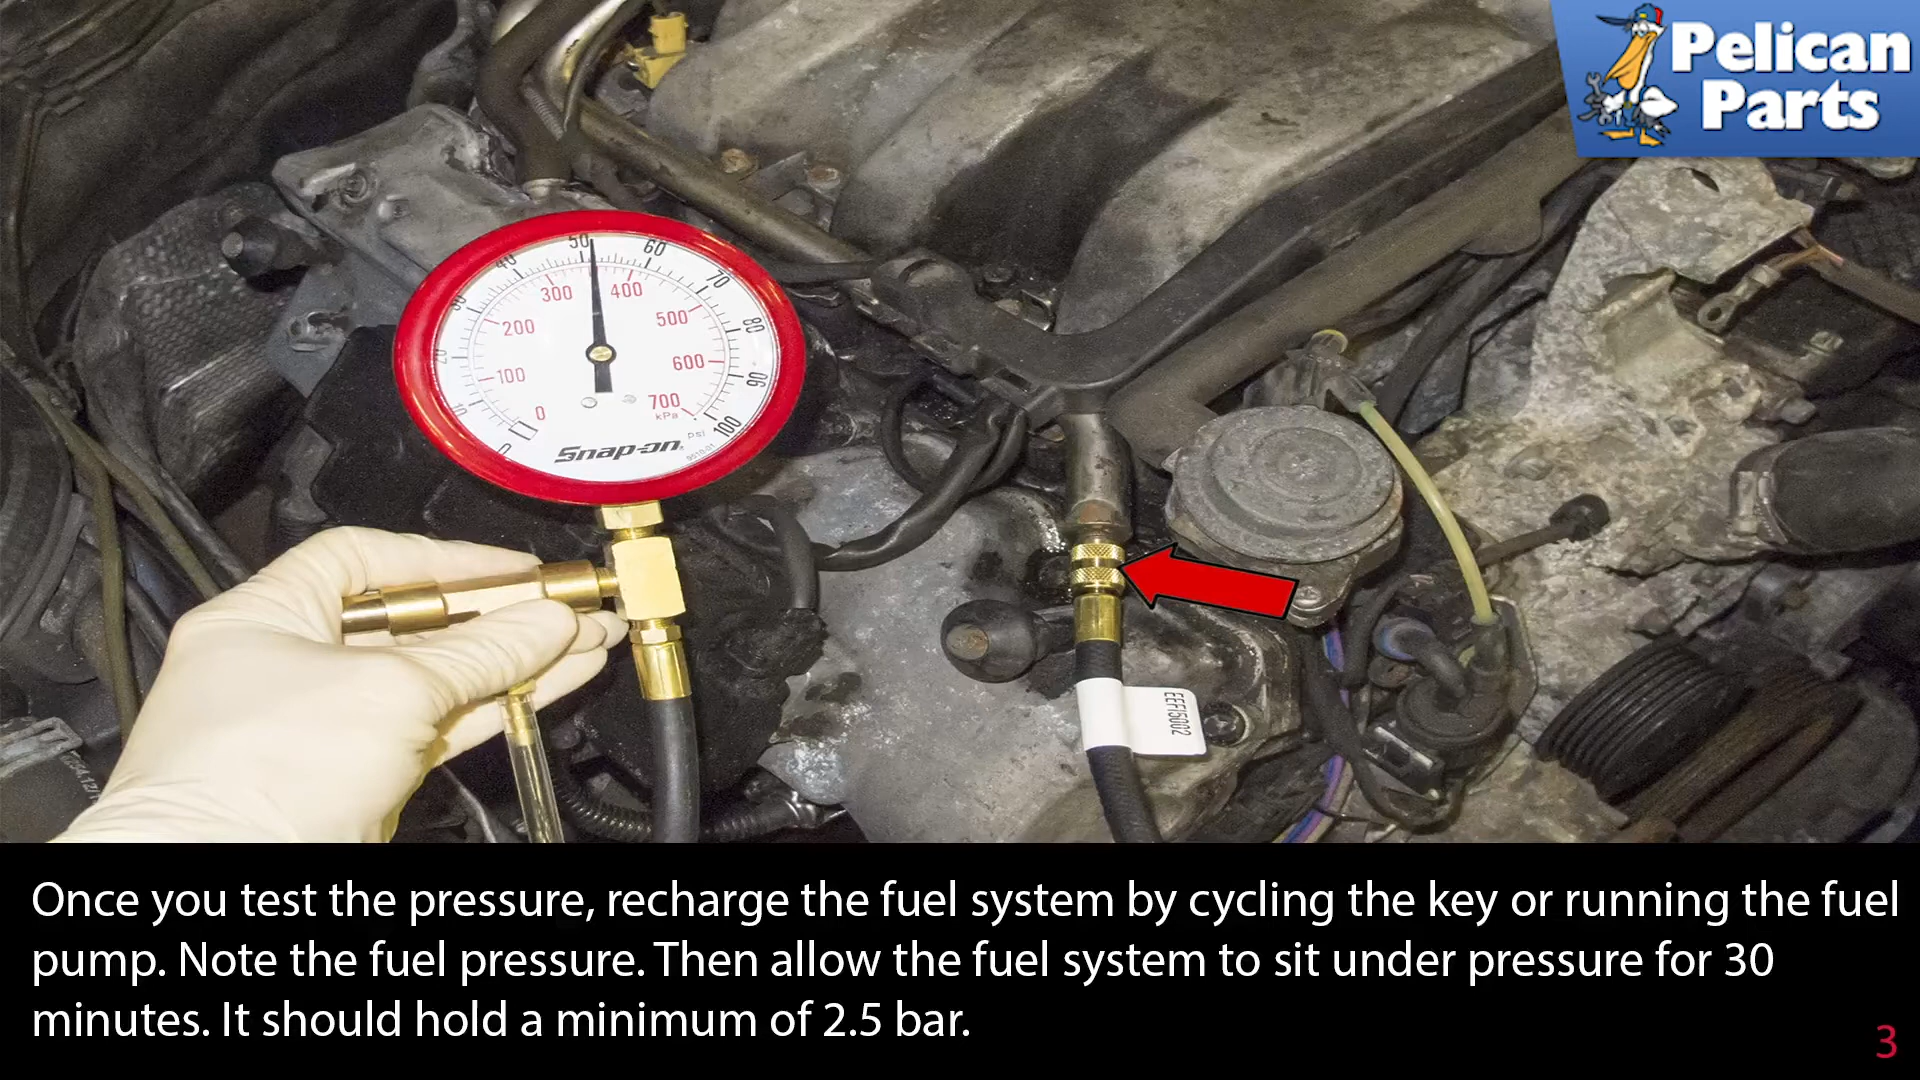 Pelican
Parts
50
60
40
70
300
400
200
500
80
20
100
600
90
0
700
kPa
100
psi
0
Snap-on
EEFI5002
Once you test the pressure, recharge the fuel system by cycling the key or running the fuel
pump. Note the fuel pressure. Then allow the fuel system to sit under pressure for 30
minutes. It should hold a minimum of 2.5 bar.
3